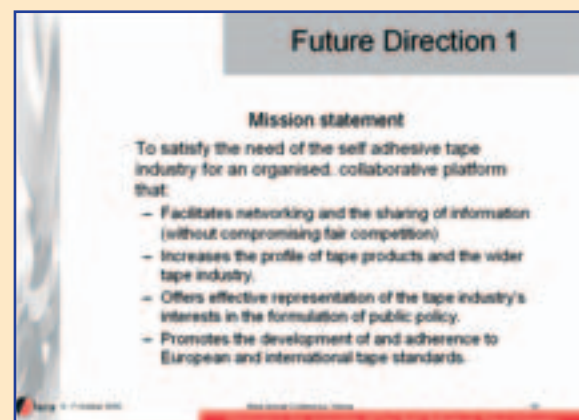 Future Direction 1
Mission statement
To satisfy the need of the self adhesive tape
industry for an organised, collaborative platform
that:
– Facilitates networking and the sharing of information
(without compromising fair competition)
– Increases the profile of tape products and the wider
tape industry.
– Offers effective representation of the tape industry's
interests in the formulation of public policy.
– Promotes the development of and adherence to
European and international tape standards.